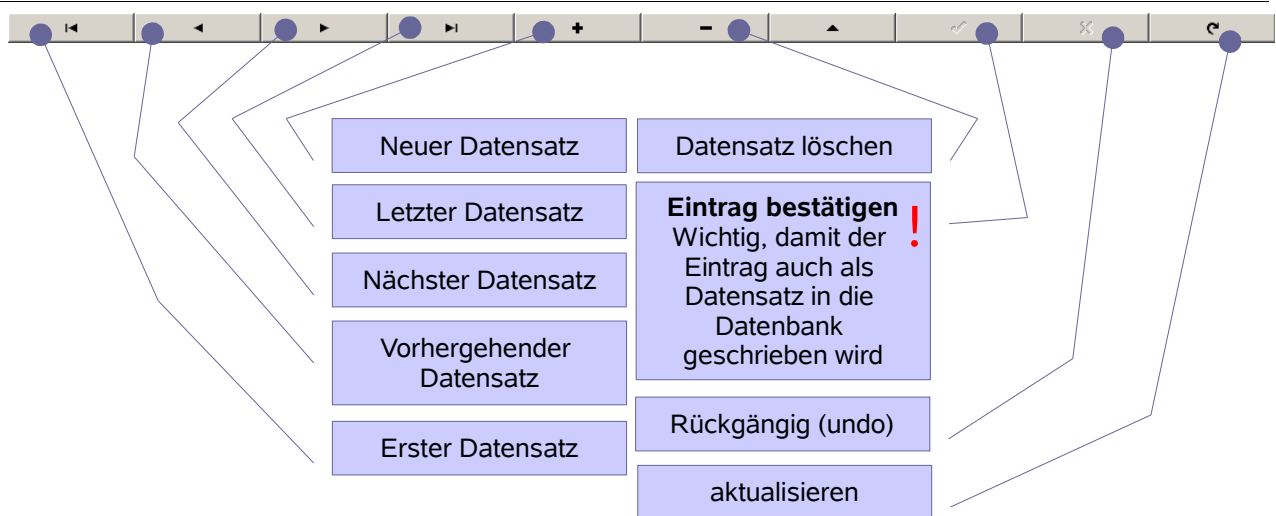 Neuer Datensatz
Letzter Datensatz
Nächster Datensatz
Vorhergehender
Datensatz
Erster Datensatz
Datensatz löschen
Eintrag bestätigen
!
Wichtig, damit der
Eintrag auch als
Datensatz in die
Datenbank
geschrieben wird
Rückgängig (undo)
aktualisieren